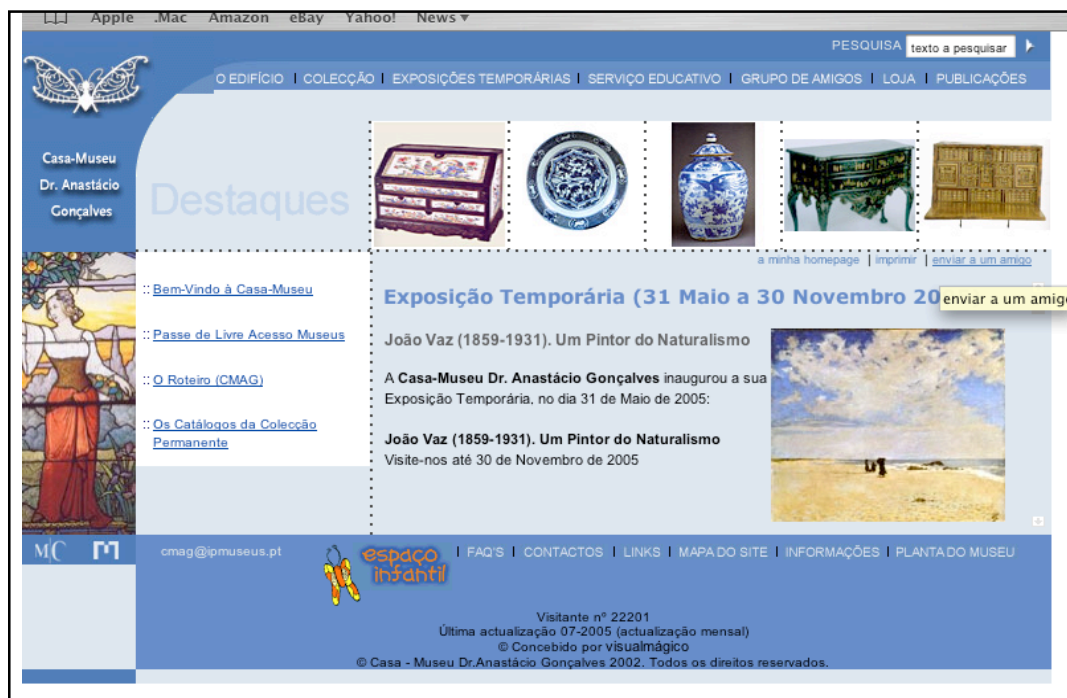 Apple .Mac Amazon eBay Yahoo! News ▾
PESQUISA texto a pesquisar
O EDIFÍCIO | COLECÇÃO | EXPOSIÇÕES TEMPORÁRIAS | SERVIÇO EDUCATIVO | GRUPO DE AMIGOS | LOJA | PUBLICAÇÕES
Casa-Museu
Dr. Anastácio
Gonçalves
Destaques
a minha homepage | imprimir | enviar a um amigo
:: Bem-Vindo à Casa-Museu
:: Passe de Livre Acesso Museus
:: O Roteiro (CMAG)
:: Os Catálogos da Colecção
Permanente
Exposição Temporária (31 Maio a 30 Novembro 20
enviar a um amigo
João Vaz (1859-1931). Um Pintor do Naturalismo
A Casa-Museu Dr. Anastácio Gonçalves inaugurou a sua
Exposição Temporária, no dia 31 de Maio de 2005:
João Vaz (1859-1931). Um Pintor do Naturalismo
Visite-nos até 30 de Novembro de 2005
M|C
cmag@ipmuseus.pt
espaço
infantil
| FAQ'S | CONTACTOS | LINKS | MAPA DO SITE | INFORMAÇÕES | PLANTA DO MUSEU
Visitante nº 22201
Última actualização 07-2005 (actualização mensal)
© Concebido por visualmágico
© Casa - Museu Dr.Anastácio Gonçalves 2002. Todos os direitos reservados.